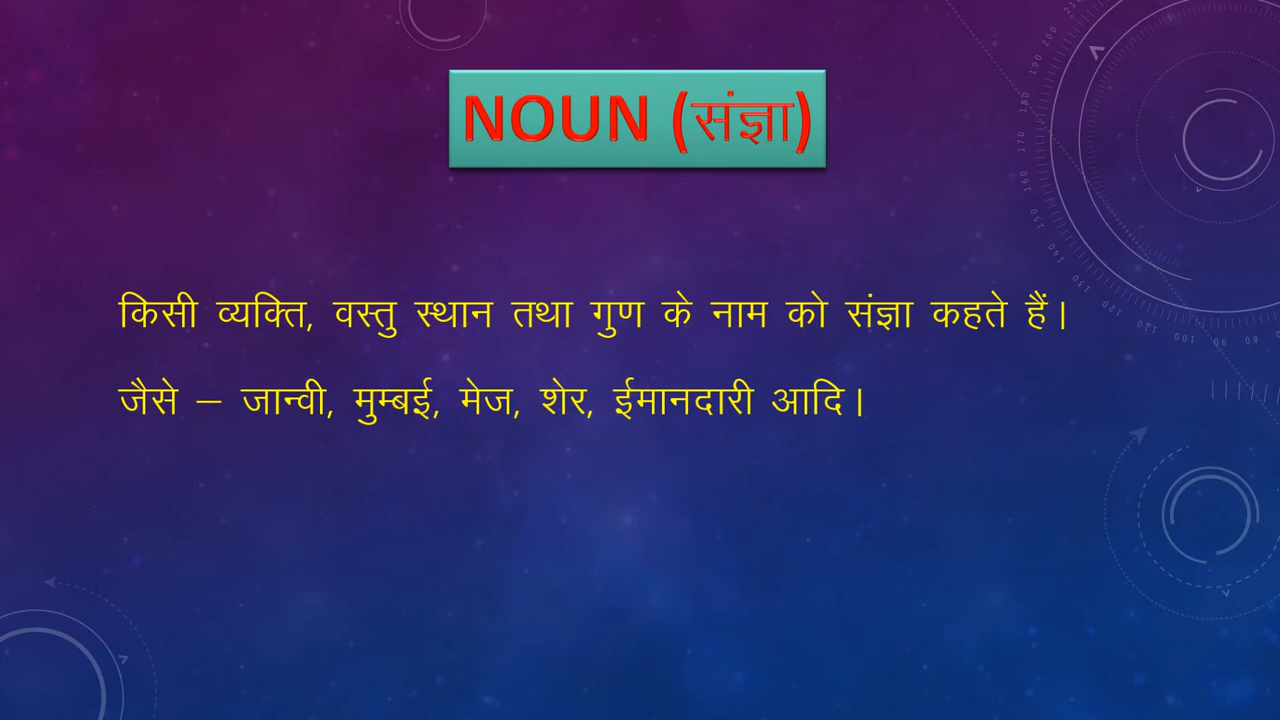 NOUN (संज्ञा)
किसी व्यक्ति, वस्तु स्थान तथा गुण के नाम को संज्ञा कहते हैं।
जैसे – जान्वी, मुम्बई, मेज, शेर, ईमानदारी आदि।